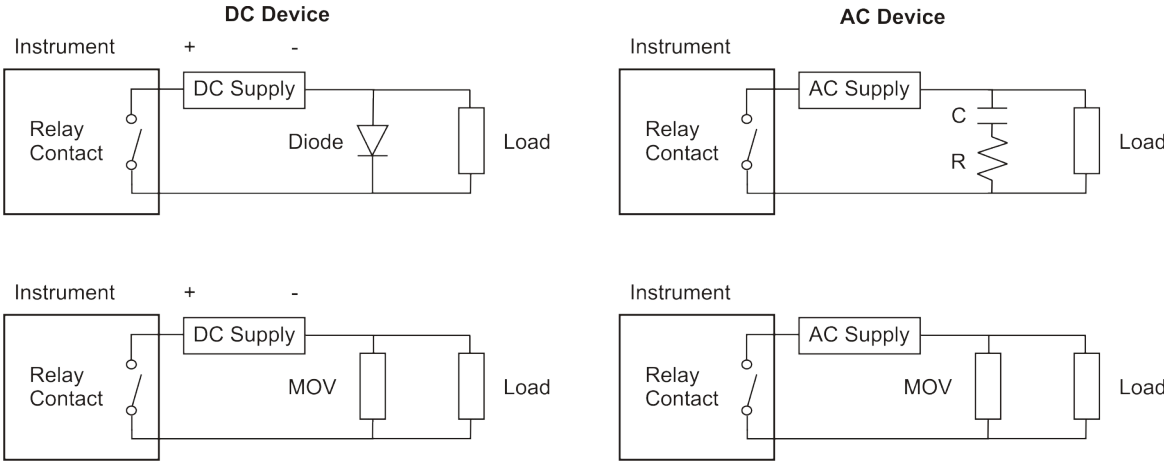 DC Device
Instrument + -
DC Supply
Relay
Contact
Diode
Load
AC Device
Instrument
AC Supply
Relay
Contact
C
R
Load
Instrument + -
DC Supply
Relay
Contact
MOV
Load
Instrument
AC Supply
Relay
Contact
MOV
Load